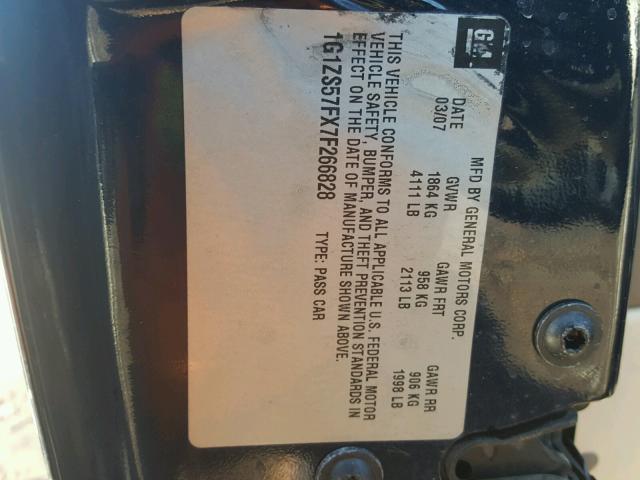 GM
MFD BY GENERAL MOTORS CORP.
DATE GVWR GAWR FRT GAWR RR
03/07 1864 KG 958 KG 906 KG
4111 LB 2113 LB 1998 LB
THIS VEHICLE CONFORMS TO ALL APPLICABLE U.S. FEDERAL MOTOR
VEHICLE SAFETY, BUMPER, AND THEFT PREVENTION STANDARDS IN
EFFECT ON THE DATE OF MANUFACTURE SHOWN ABOVE.
1G1ZS57FX7F266828 TYPE: PASS CAR